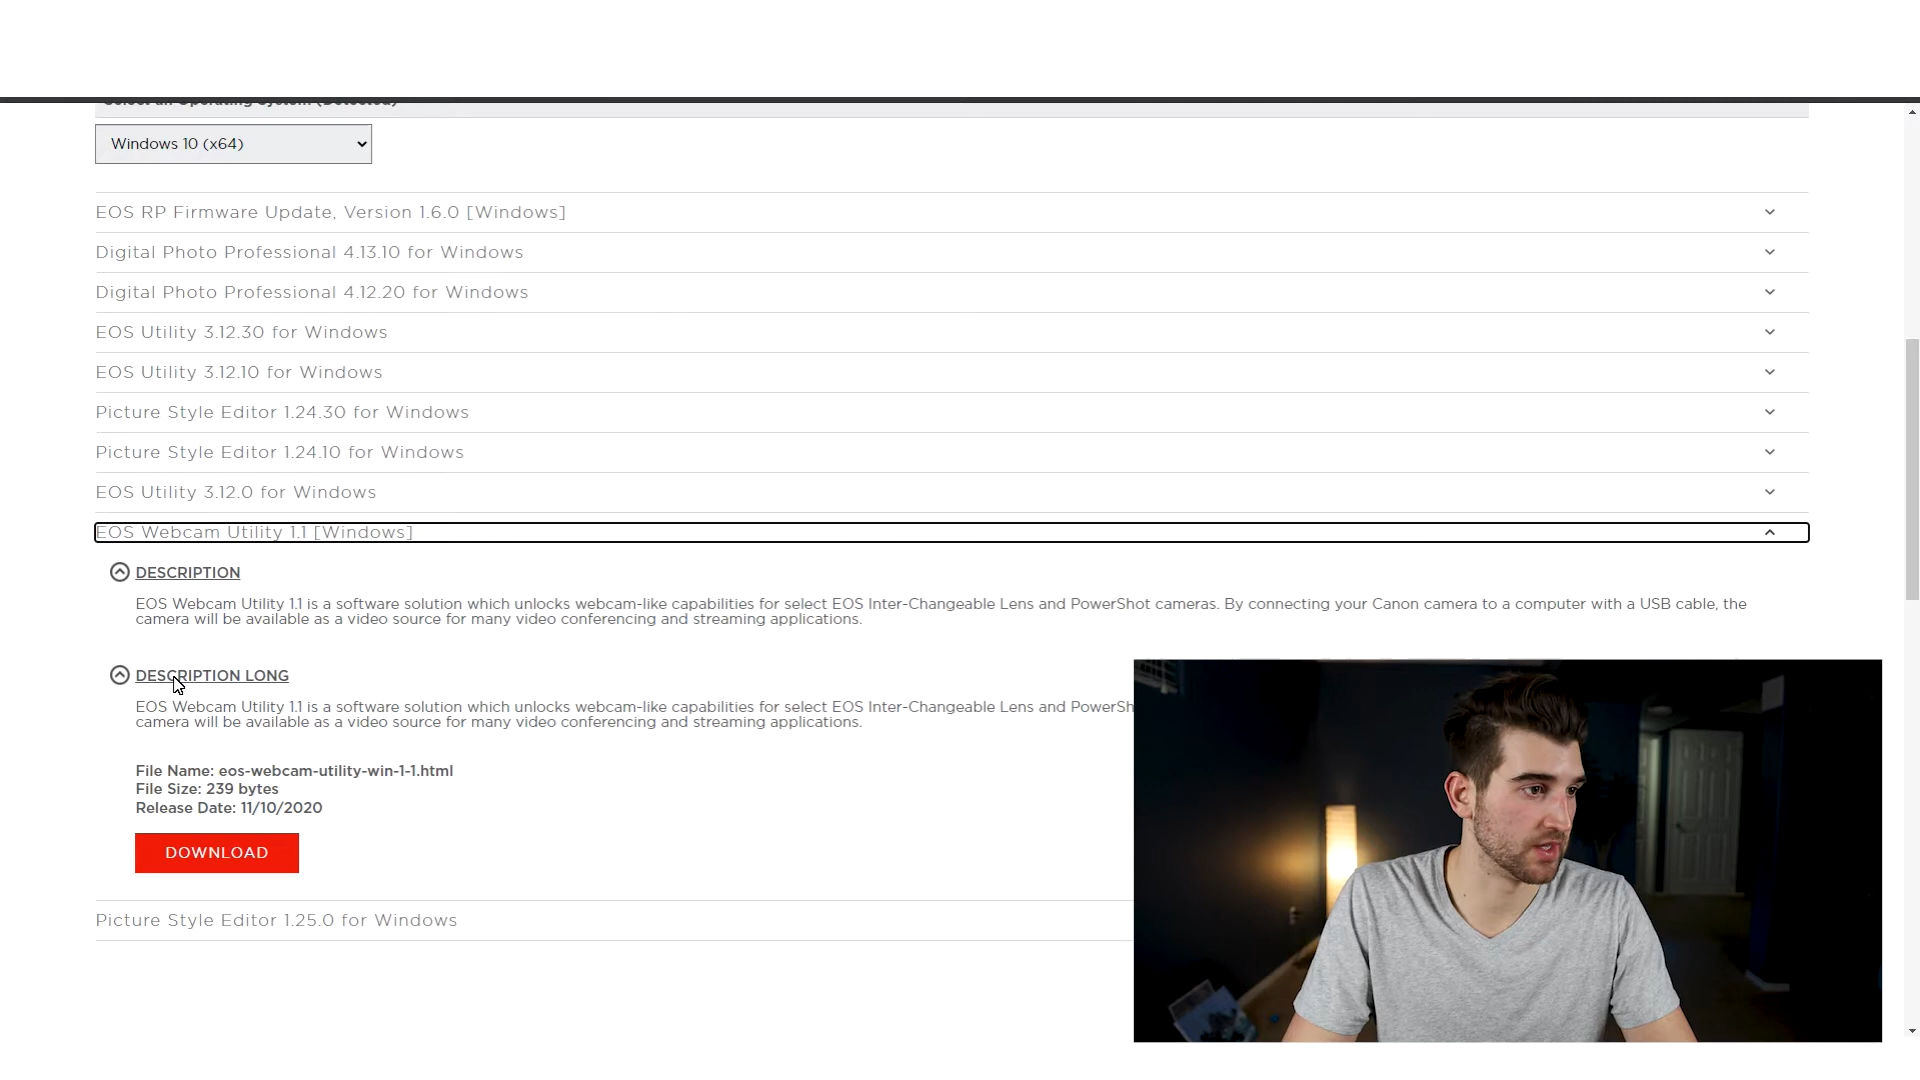 Select an Operating System (Detected)
Windows 10 (x64)
EOS RP Firmware Update, Version 1.6.0 [Windows]
Digital Photo Professional 4.13.10 for Windows
Digital Photo Professional 4.12.20 for Windows
EOS Utility 3.12.30 for Windows
EOS Utility 3.12.10 for Windows
Picture Style Editor 1.24.30 for Windows
Picture Style Editor 1.24.10 for Windows
EOS Utility 3.12.0 for Windows
EOS Webcam Utility 1.1 [Windows]
DESCRIPTION
EOS Webcam Utility 1.1 is a software solution which unlocks webcam-like capabilities for select EOS Inter-Changeable Lens and PowerShot cameras. By connecting your Canon camera to a computer with a USB cable, the
camera will be available as a video source for many video conferencing and streaming applications.
DESCRIPTION LONG
EOS Webcam Utility 1.1 is a software solution which unlocks webcam-like capabilities for select EOS Inter-Changeable Lens and PowerSh
camera will be available as a video source for many video conferencing and streaming applications.
File Name: eos-webcam-utility-win-1-1.html
File Size: 239 bytes
Release Date: 11/10/2020
DOWNLOAD
Picture Style Editor 1.25.0 for Windows